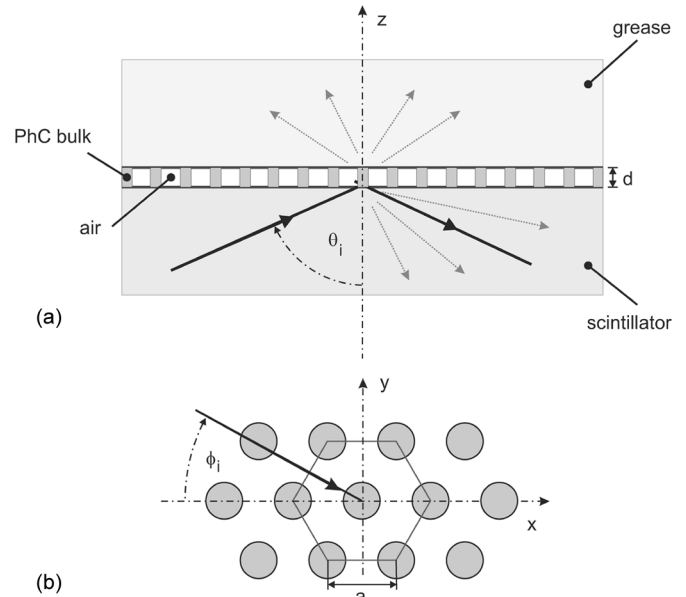 z
grease
PhC bulk
d
air
θi
scintillator
(a)
y
ϕi
x
a
(b)